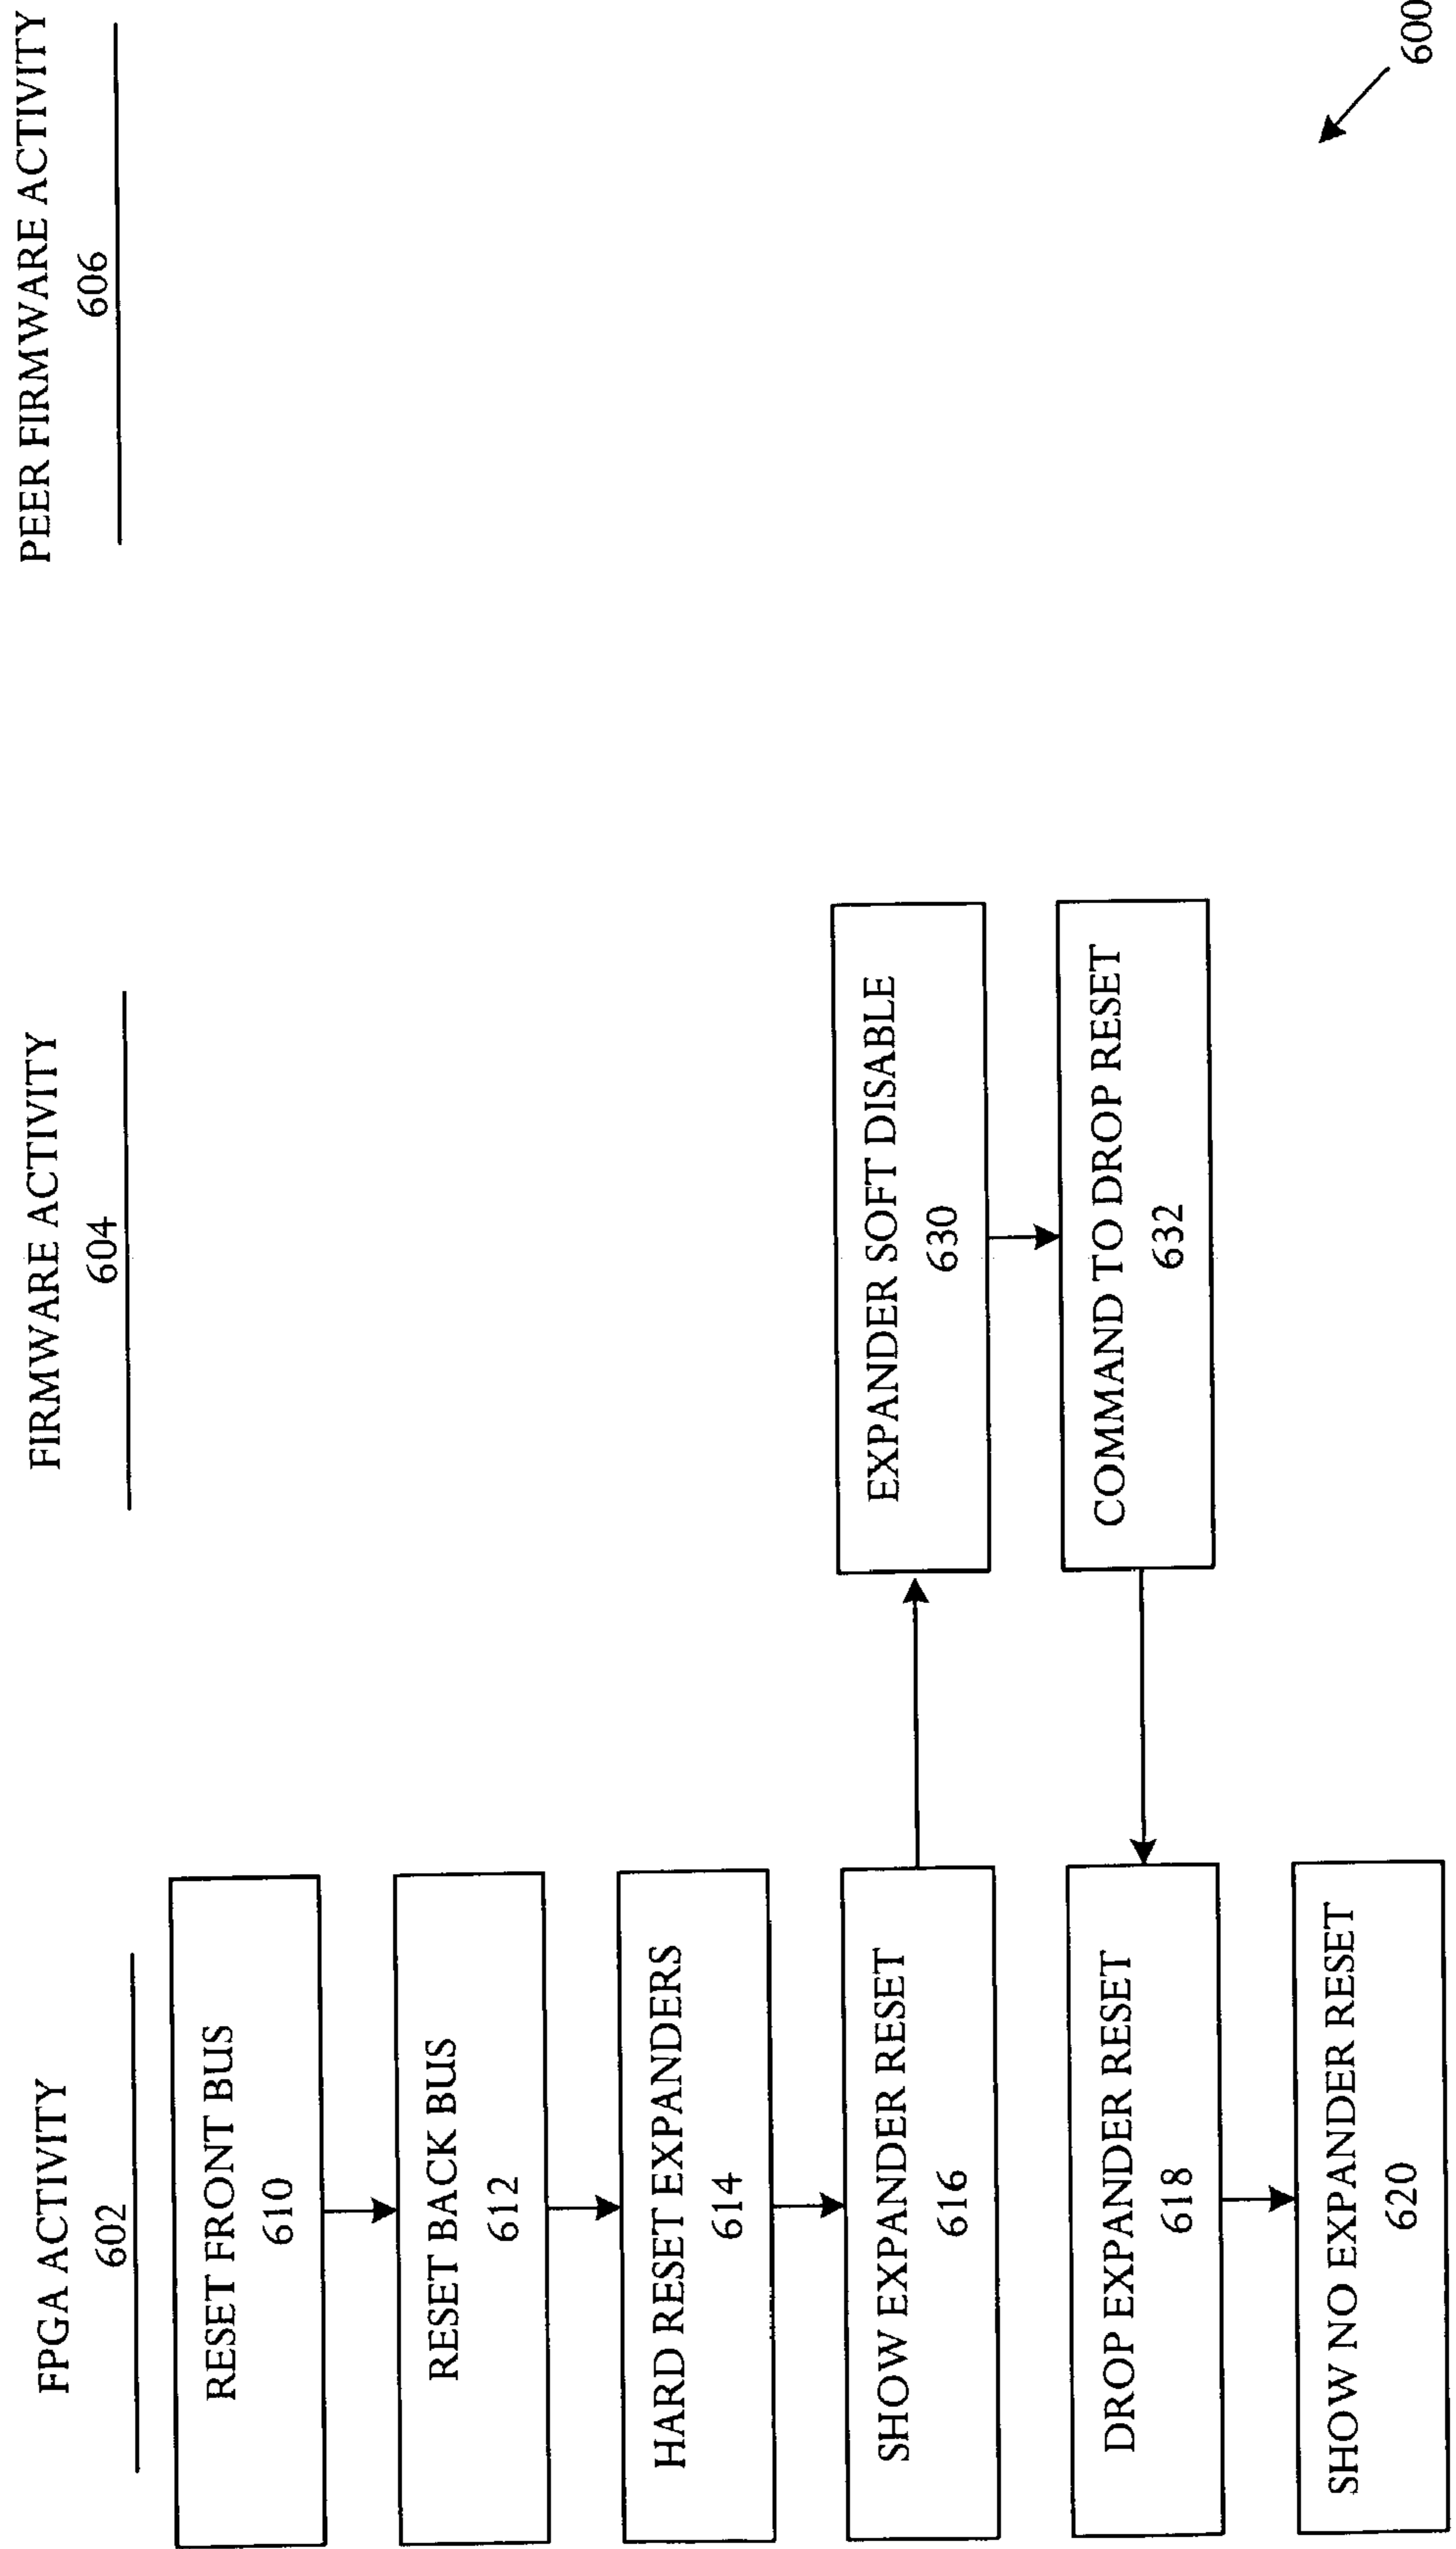 FPGA ACTIVITY
602
FIRMWARE ACTIVITY
604
PEER FIRMWARE ACTIVITY
606
RESET FRONT BUS
610
RESET BACK BUS
612
HARD RESET EXPANDERS
614
SHOW EXPANDER RESET
616
EXPANDER SOFT DISABLE
630
COMMAND TO DROP RESET
632
DROP EXPANDER RESET
618
SHOW NO EXPANDER RESET
620
600